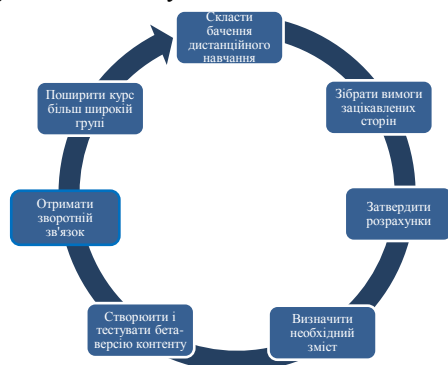 Скласти
бачення
дистанційного
навчання
Зібрати вимоги
зацікавлених
сторін
Затвердити
розрахунки
Визначити
необхідний
зміст
Створюити і
тестувати бета-
версію контенту
Отримати
зворотній
зв'язок
Поширити курс
більш широкій
групі